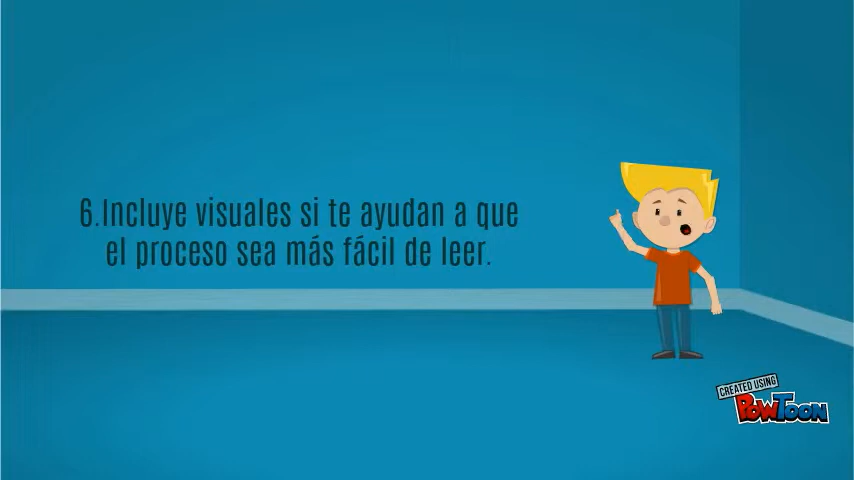 6.Incluye visuales si te ayudan a que
el proceso sea más fácil de leer.
CREATED USING
POWTOON